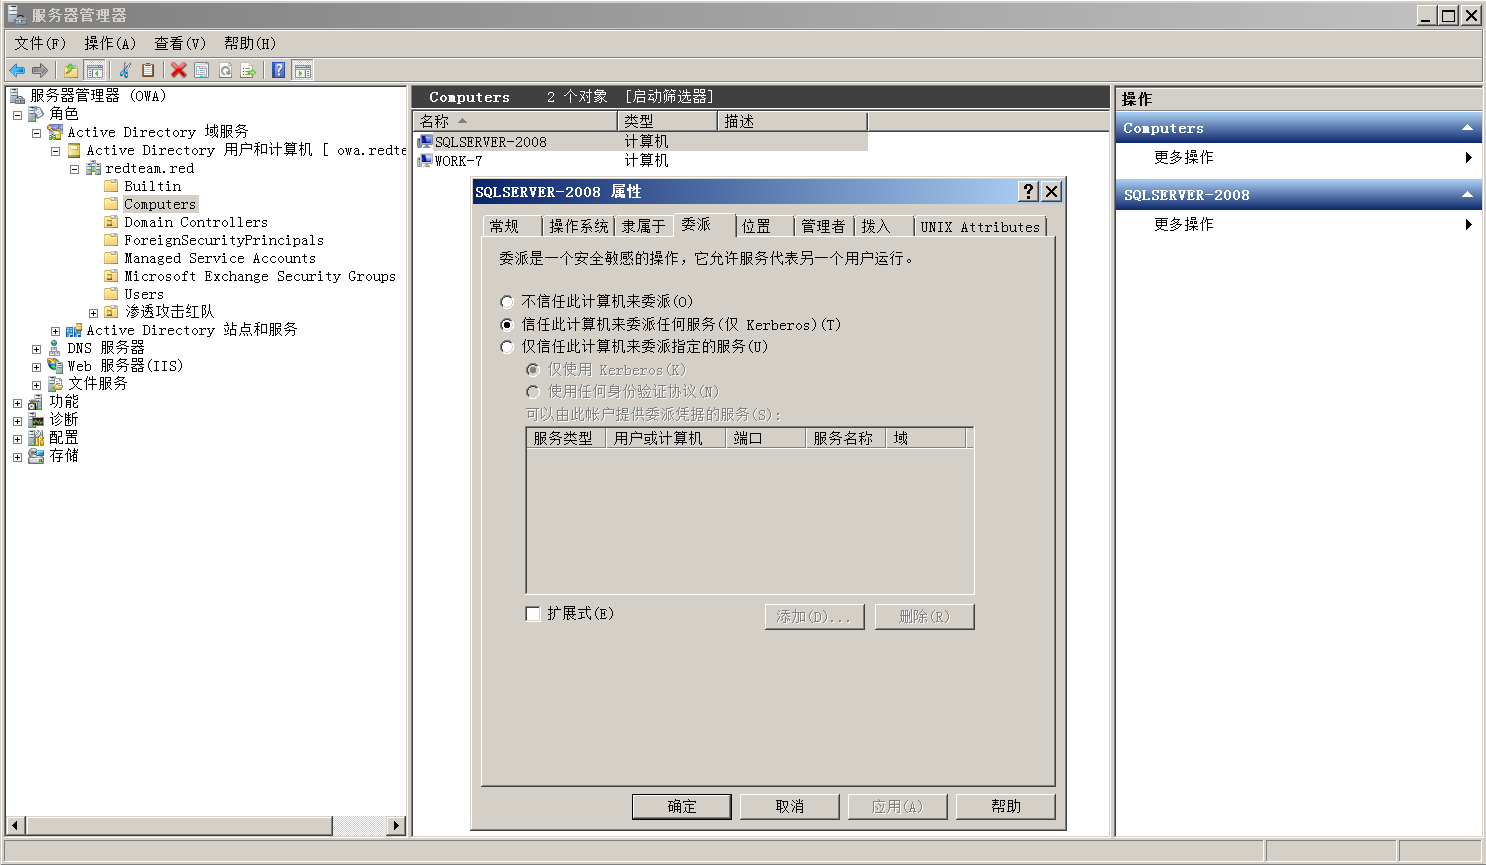 服务器管理器
文件(F) 操作(A) 查看(V) 帮助(H)
服务器管理器 (OWA)
角色
Active Directory 域服务
Active Directory 用户和计算机 [ owa.redte
redteam.red
Builtin
Computers
Domain Controllers
ForeignSecurityPrincipals
Managed Service Accounts
Microsoft Exchange Security Groups
Users
渗透攻击红队
Active Directory 站点和服务
DNS 服务器
Web 服务器(IIS)
文件服务
功能
诊断
配置
存储
Computers 2 个对象 [启动筛选器]
名称 类型 描述
SQLSERVER-2008 计算机
WORK-7 计算机
SQLSERVER-2008 属性
常规 操作系统 隶属于 委派 位置 管理者 拨入 UNIX Attributes
委派是一个安全敏感的操作，它允许服务代表另一个用户运行。
不信任此计算机来委派(O)
信任此计算机来委派任何服务(仅 Kerberos)(T)
仅信任此计算机来委派指定的服务(U)
仅使用 Kerberos(K)
使用任何身份验证协议(N)
可以由此帐户提供委派凭据的服务(S):
服务类型 用户或计算机 端口 服务名称 域
扩展式(E)
添加(D)... 删除(R)
确定 取消 应用(A) 帮助
操作
Computers
更多操作
SQLSERVER-2008
更多操作